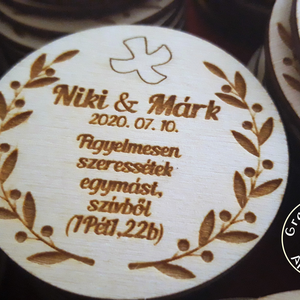 Niki & Márk
2020. 07. 10.
Figyelmesen
szeressétek
egymást,
szívből
(1Pét1,22b)